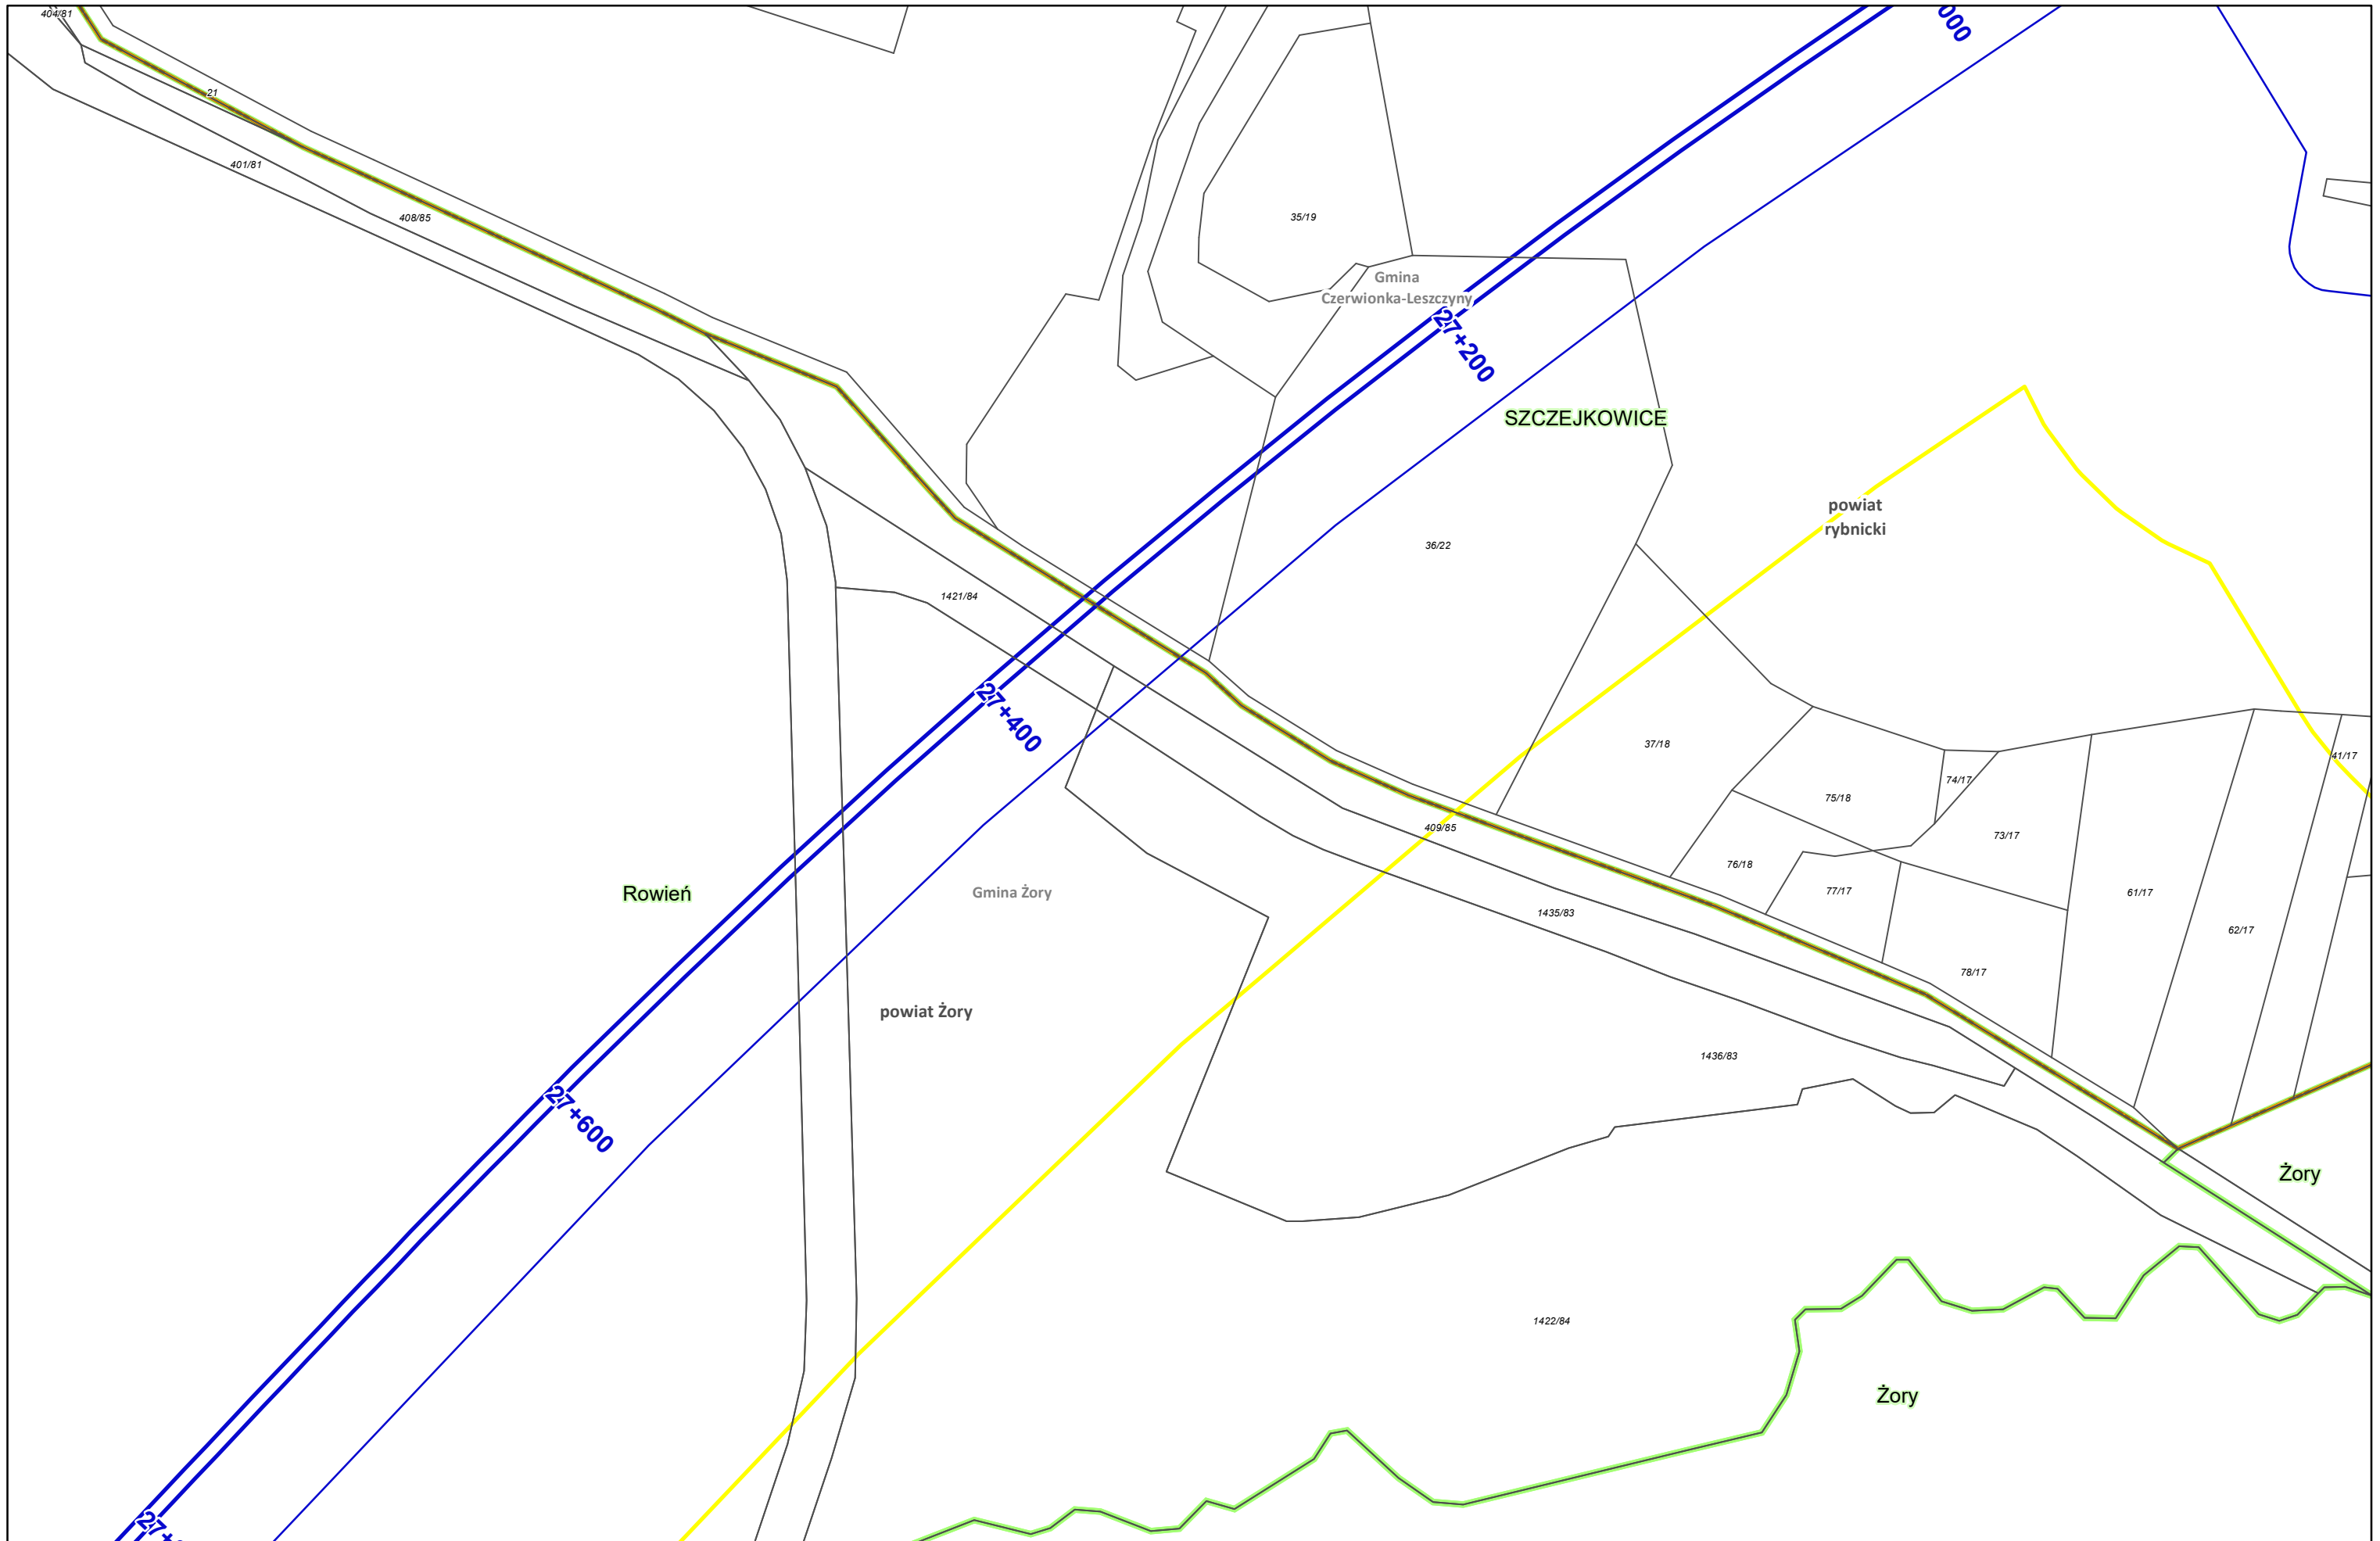 404/81
000
21
401/81
408/85
35/19
Gmina
Czerwionka-Leszczyny
27+200
SZCZEJKOWICE
powiat
rybnicki
36/22
1421/84
27+400
37/18
41/17
74/17
75/18
409/85
73/17
76/18
77/17
61/17
Rowień
Gmina Żory
1435/83
62/17
78/17
powiat Żory
1436/83
27+600
Żory
1422/84
Żory
27+